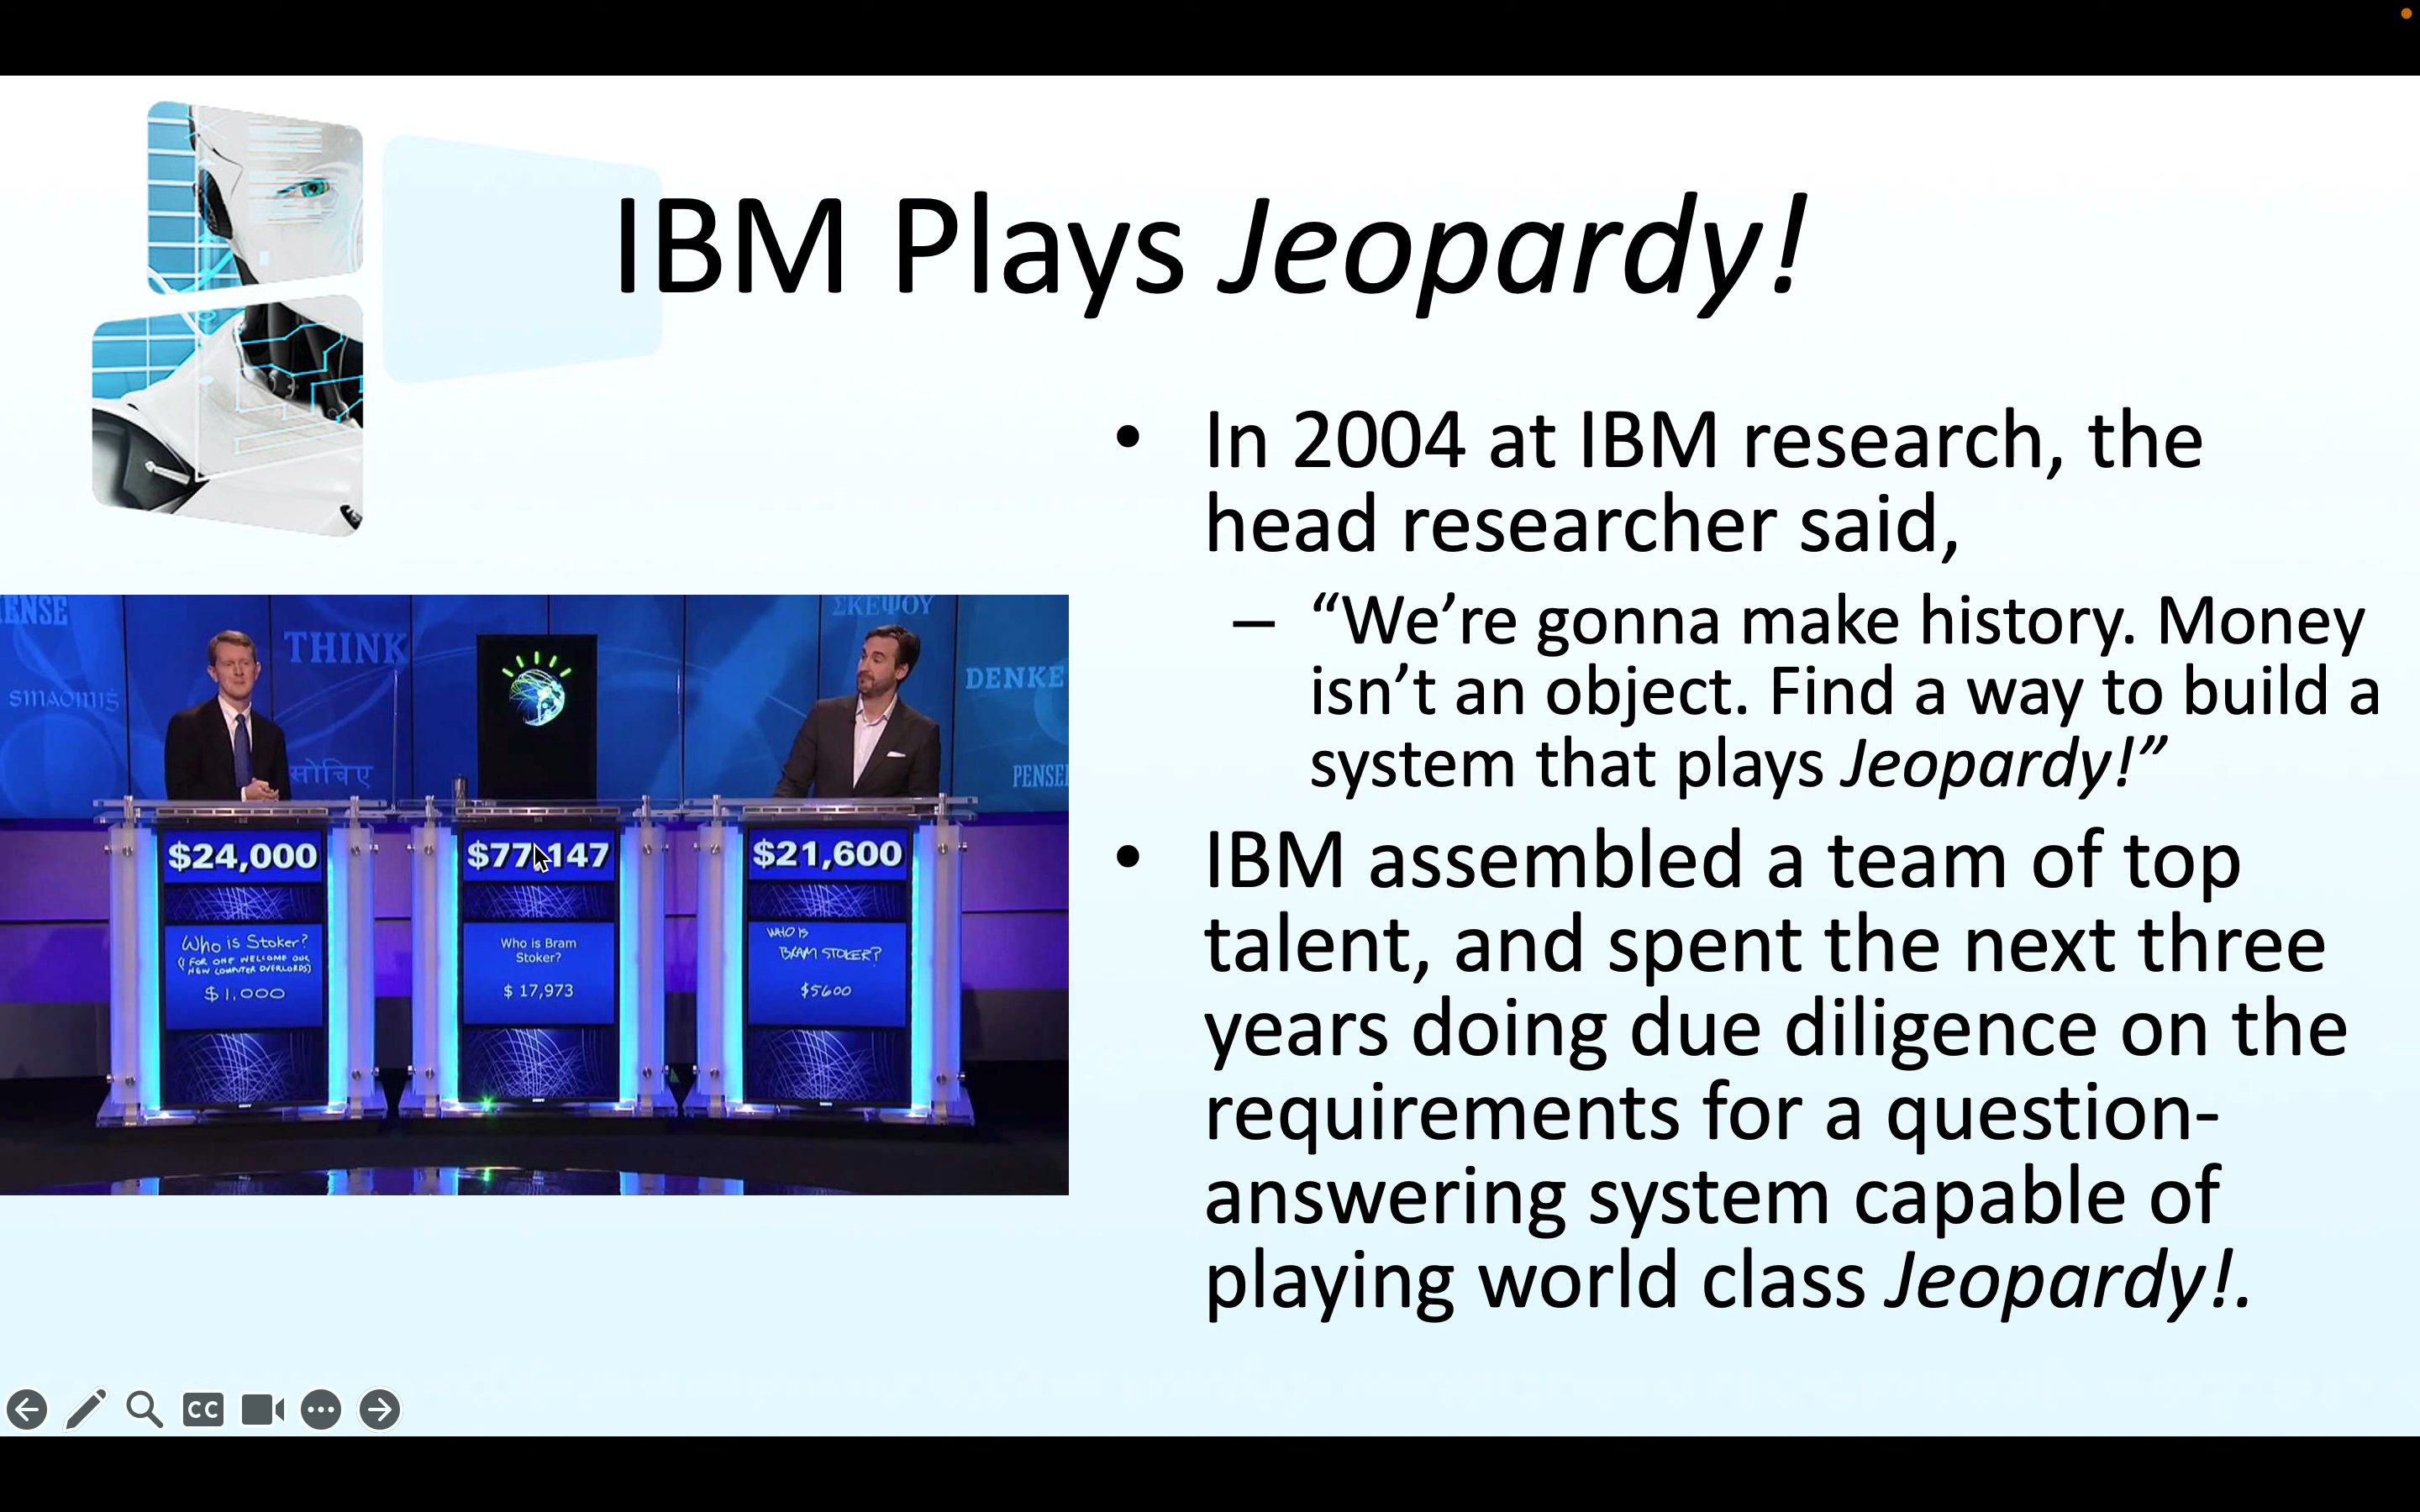 IBM Plays Jeopardy!
• In 2004 at IBM research, the
head researcher said,
– “We’re gonna make history. Money
isn’t an object. Find a way to build a
system that plays Jeopardy!”
• IBM assembled a team of top
talent, and spent the next three
years doing due diligence on the
requirements for a question-
answering system capable of
playing world class Jeopardy!.
ENSE
THINK
ΣΚΕΨΟΥ
DENKE
सोचिए
PENSE
$24,000
Who is Stoker?
(I FOR ONE WELCOME OUR
NEW COMPUTER OVERLORDS)
$1,000
$77,147
Who is Bram
Stoker?
$ 17,973
$21,600
WHO IS
BRAM STOKER?
$5600
CC